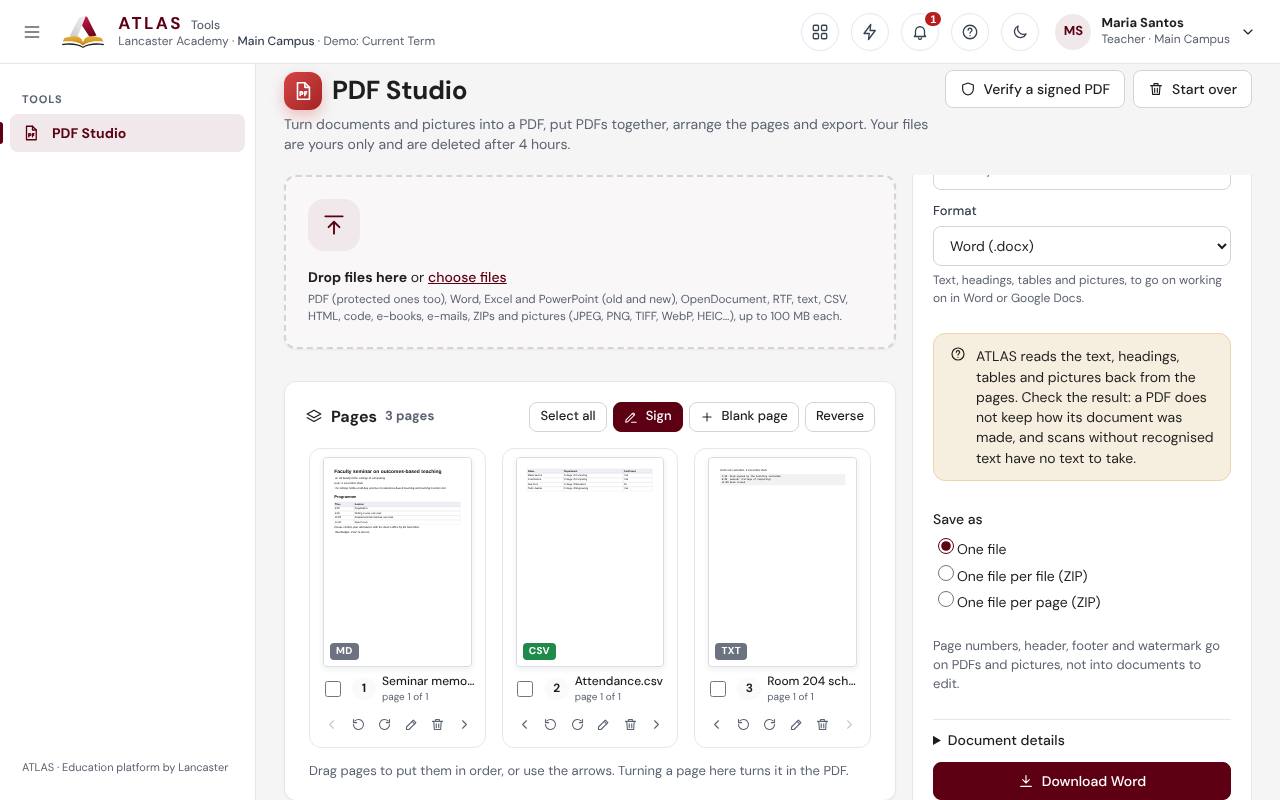 ATLAS Tools
Lancaster Academy · Main Campus · Demo: Current Term
1
MS
Maria Santos
Teacher · Main Campus
TOOLS
PDF Studio
ATLAS · Education platform by Lancaster
PDF Studio
Verify a signed PDF
Start over
Turn documents and pictures into a PDF, put PDFs together, arrange the pages and export. Your files
are yours only and are deleted after 4 hours.
Drop files here or choose files
PDF (protected ones too), Word, Excel and PowerPoint (old and new), OpenDocument, RTF, text, CSV,
HTML, code, e-books, e-mails, ZIPs and pictures (JPEG, PNG, TIFF, WebP, HEIC…), up to 100 MB each.
Pages 3 pages
Select all
Sign
Blank page
Reverse
Faculty seminar on outcomes-based teaching
Programme
MD
1
Seminar memo…
page 1 of 1
CSV
2
Attendance.csv
page 1 of 1
TXT
3
Room 204 sch…
page 1 of 1
Drag pages to put them in order, or use the arrows. Turning a page here turns it in the PDF.
Format
Word (.docx)
Text, headings, tables and pictures, to go on working
on in Word or Google Docs.
ATLAS reads the text, headings,
tables and pictures back from the
pages. Check the result: a PDF does
not keep how its document was
made, and scans without recognised
text have no text to take.
Save as
One file
One file per file (ZIP)
One file per page (ZIP)
Page numbers, header, footer and watermark go
on PDFs and pictures, not into documents to
edit.
Document details
Download Word